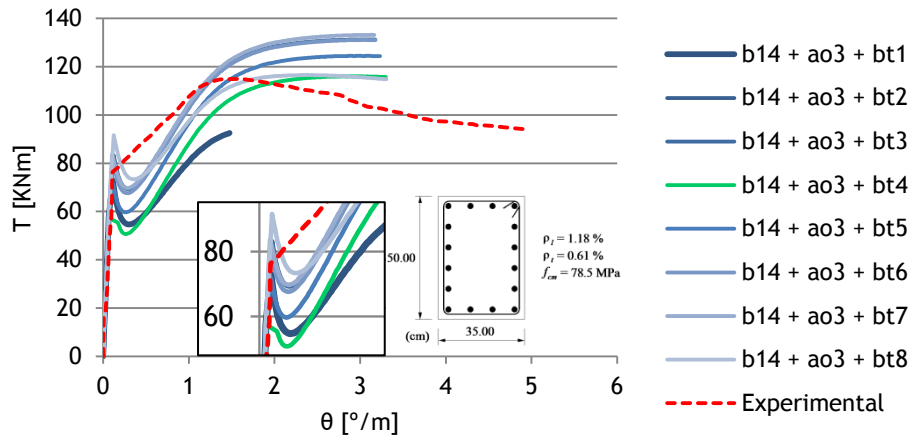 T [KNm]
140
120
100
80
60
40
20
0
0 1 2 3 4 5 6
θ [°/m]
80
60
50.00
(cm)
35.00
ρl = 1.18 %
ρt = 0.61 %
fcm = 78.5 MPa
b14 + ao3 + bt1
b14 + ao3 + bt2
b14 + ao3 + bt3
b14 + ao3 + bt4
b14 + ao3 + bt5
b14 + ao3 + bt6
b14 + ao3 + bt7
b14 + ao3 + bt8
Experimental